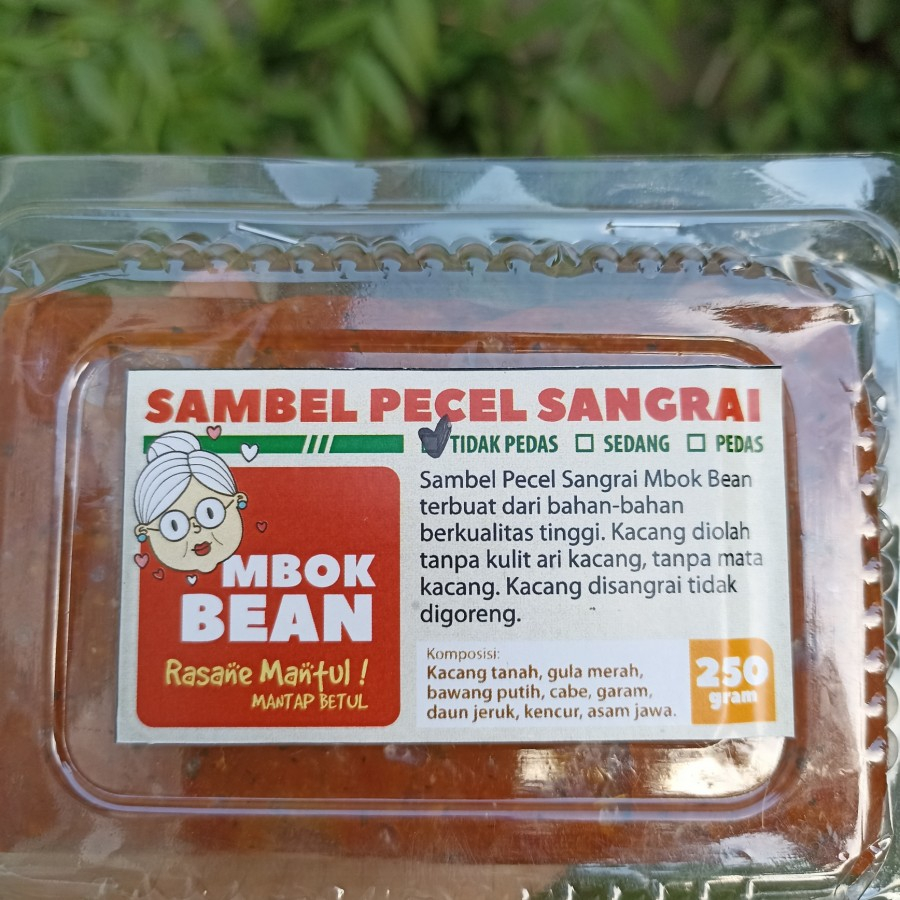 SAMBEL PECEL SANGRAI
TIDAK PEDAS SEDANG PEDAS
Sambel Pecel Sangrai Mbok Bean
terbuat dari bahan-bahan
berkualitas tinggi. Kacang diolah
tanpa kulit ari kacang, tanpa mata
kacang. Kacang disangrai tidak
digoreng.
MBOK
BEAN
Rasane Mantul !
MANTAP BETUL
Komposisi:
Kacang tanah, gula merah,
bawang putih, cabe, garam,
daun jeruk, kencur, asam jawa.
250
gram